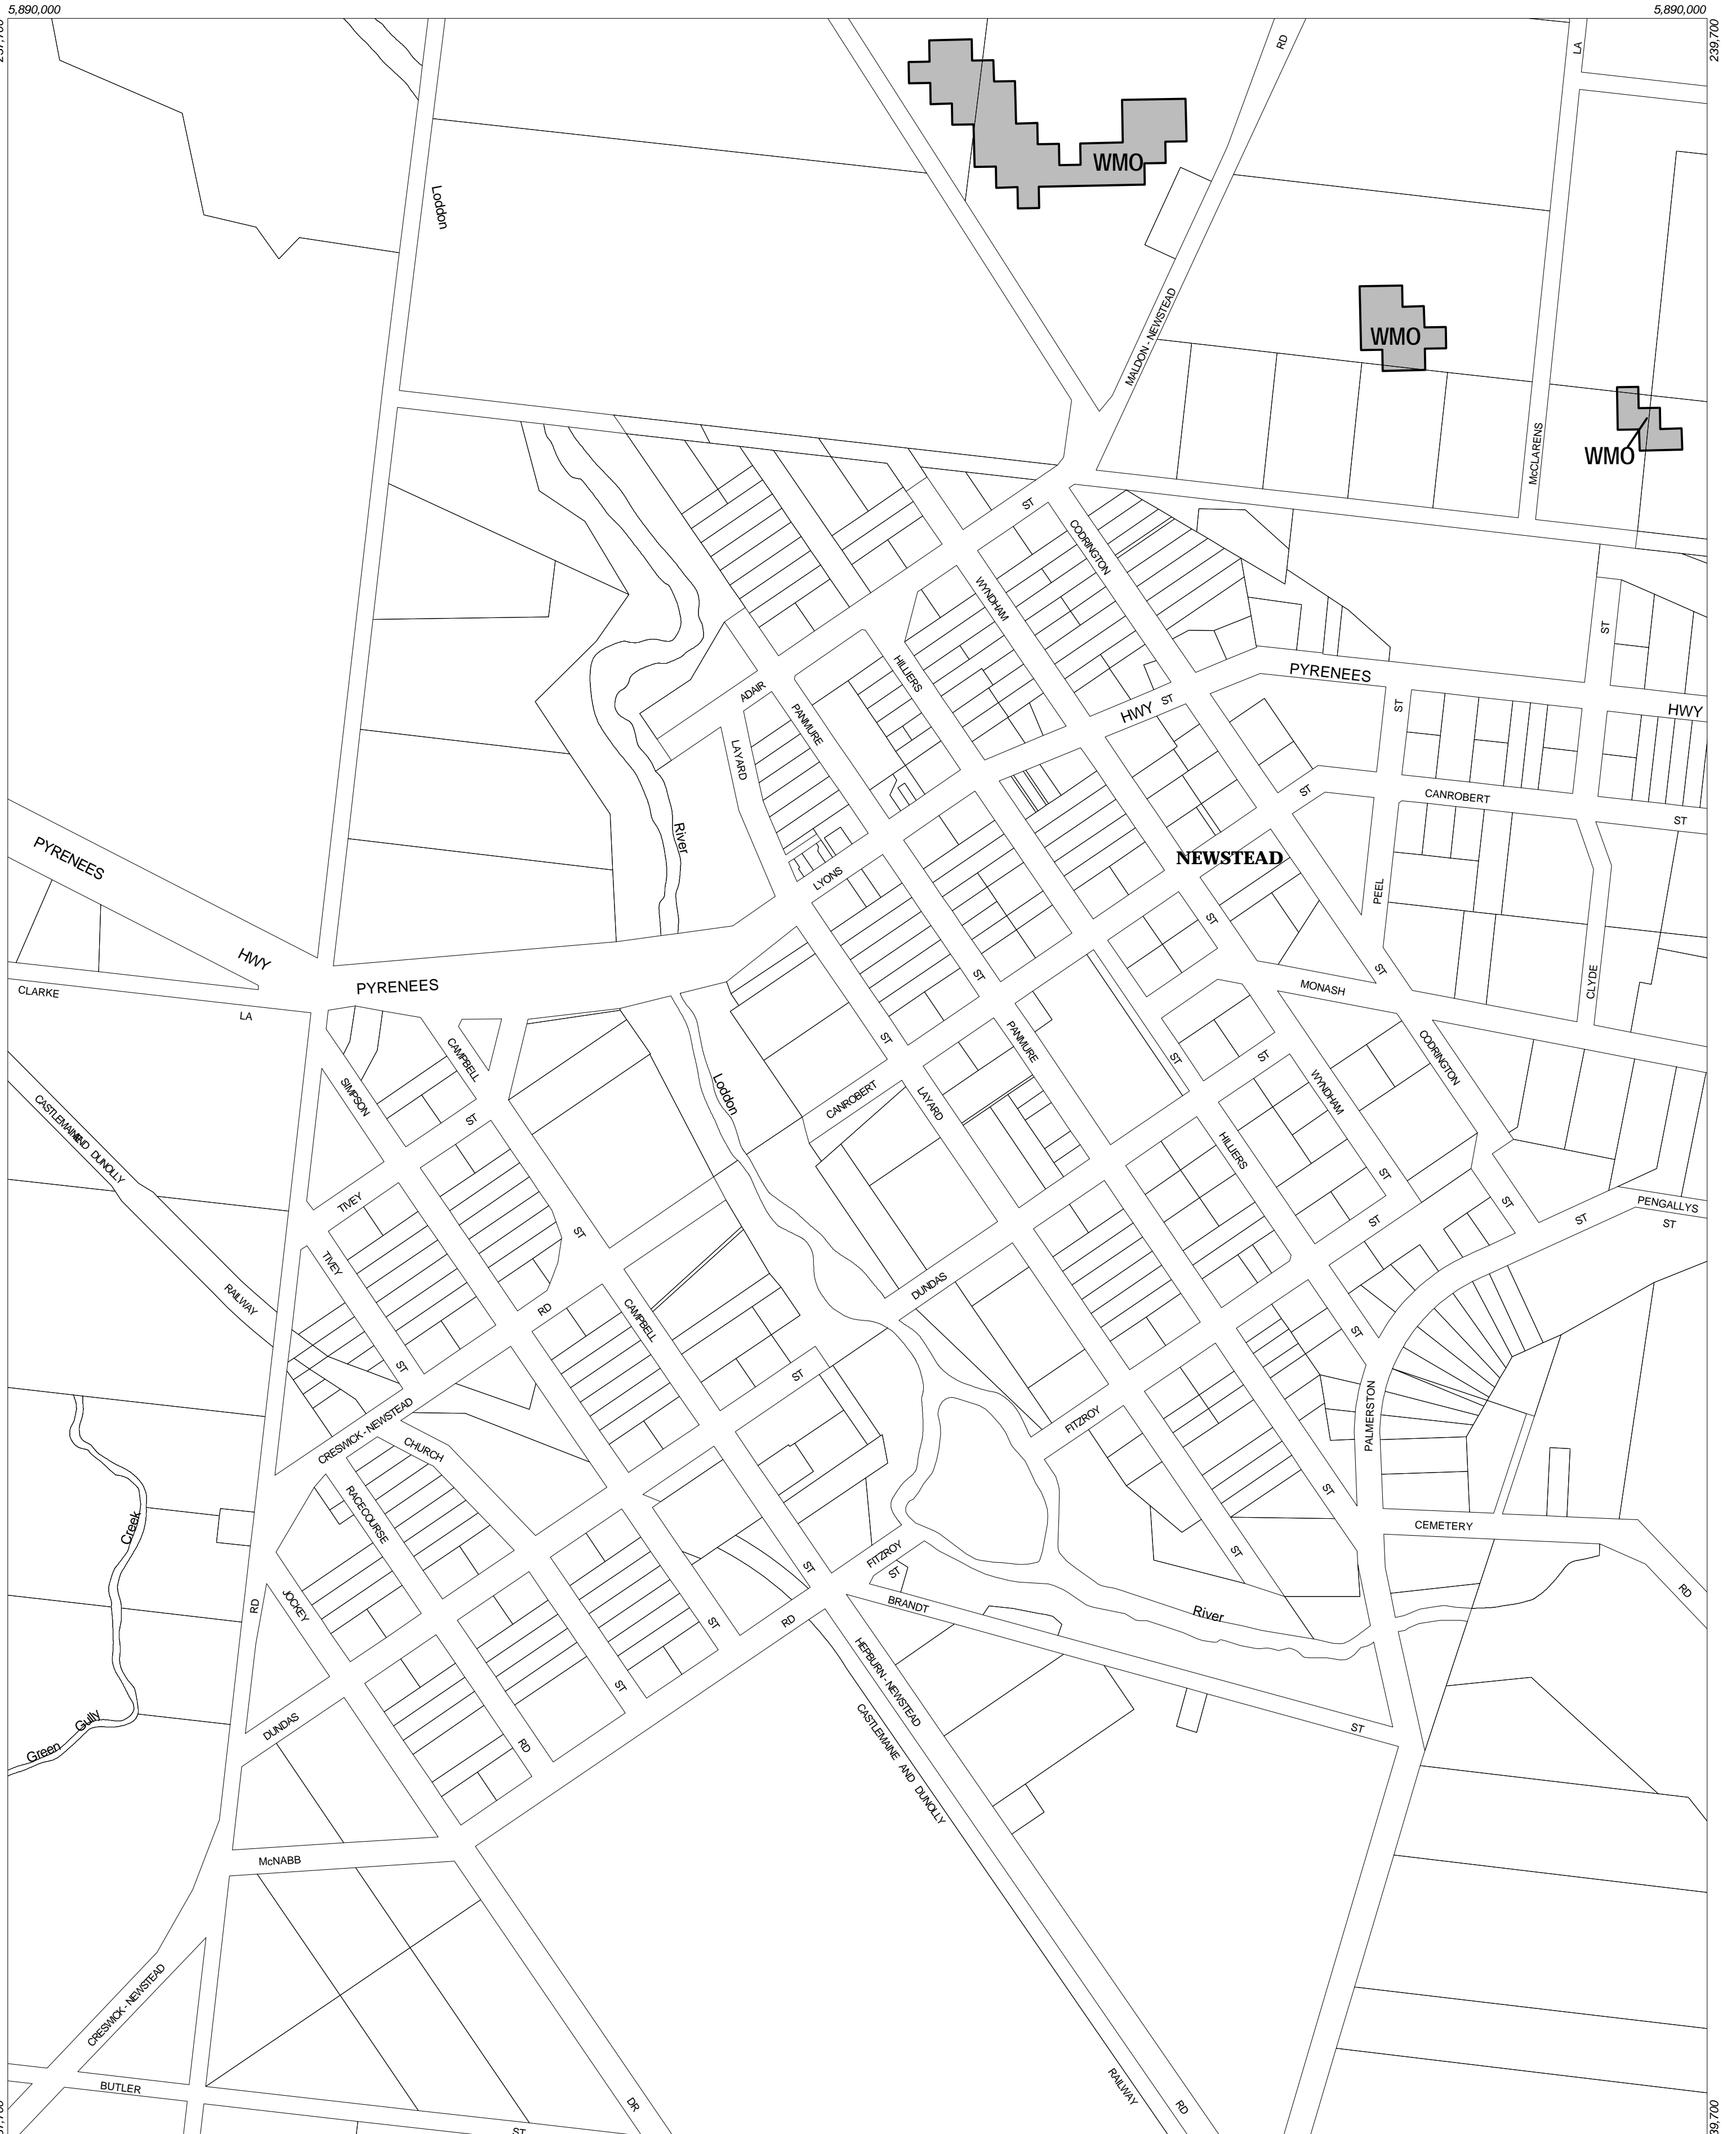 5,890,000
5,890,000
239,700
RD
LA
WMO
Loddon
MALDON - NEWSTEAD
WMO
McCLARENS
WMO
ST
CODRINGTON
WYNDHAM
ST
HILLIERS
PYRENEES
ADAIR
PANMURE
HWY
ST
ST
HWY
LAYARD
ST
CANROBERT
ST
River
PYRENEES
NEWSTEAD
LYONS
PEEL
ST
HWY
ST
ST
PYRENEES
CLARKE
LA
MONASH
CLYDE
CAMPBELL
ST
PANMURE
ST
ST
CODRINGTON
SIMPSON
Loddon
CANROBERT
LAYARD
WYNDHAM
CASTLEMAINE AND DUNOLLY
ST
HILLIERS
ST
TIVEY
ST
PENGALLYS
ST
ST
ST
ST
TIVEY
RAILWAY
DUNDAS
RD
CAMPBELL
ST
ST
ST
CRESWICK - NEWSTEAD
FITZROY
PALMERSTON
CHURCH
RACECOURSE
ST
Creek
CEMETERY
FITZROY
ST
ST
ST
RD
JOCKEY
RD
BRANDT
River
RD
ST
HEPBURN - NEWSTEAD
ST
Gully
Green
DUNDAS
CASTLEMAINE AND DUNOLLY
RD
ST
McNABB
CRESWICK - NEWSTEAD
BUTLER
DR
RAILWAY
RD
ST